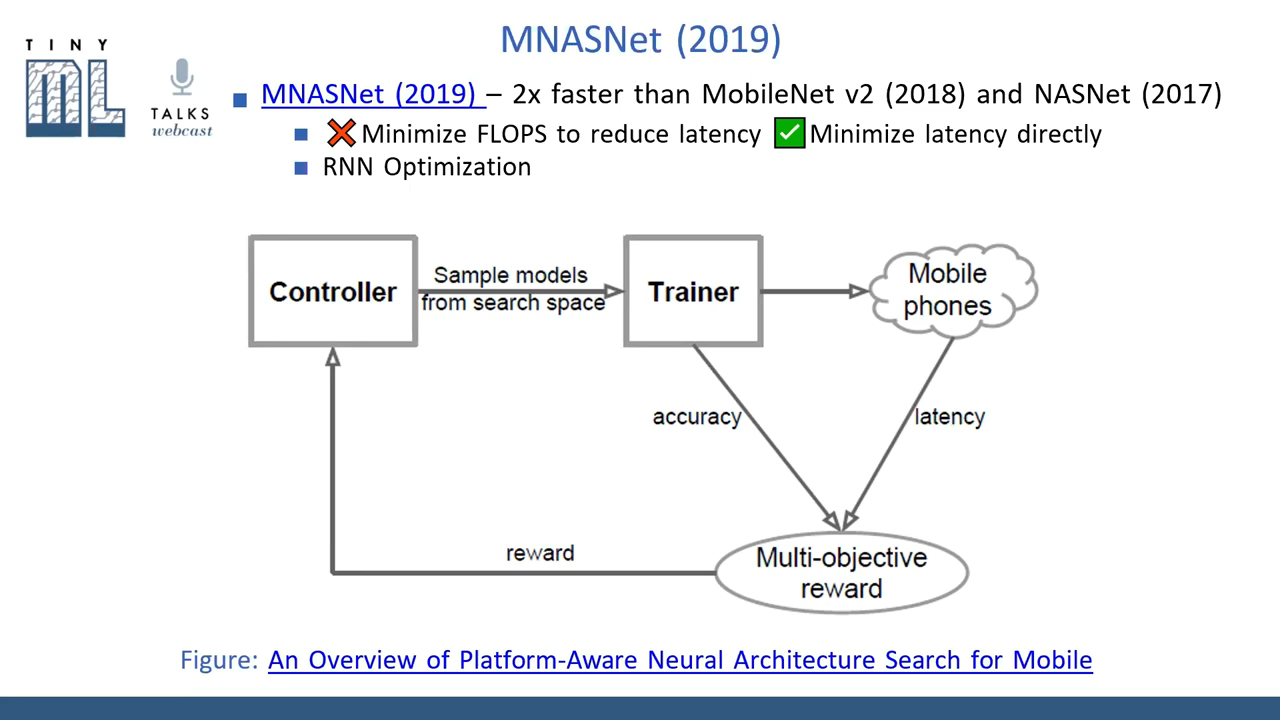 MNASNet (2019)
TINY
ML
TALKS
webcast
MNASNet (2019) – 2x faster than MobileNet v2 (2018) and NASNet (2017)
❌ Minimize FLOPS to reduce latency ✅ Minimize latency directly
RNN Optimization
Controller
Sample models
from search space
Trainer
Mobile
phones
accuracy
latency
reward
Multi-objective
reward
Figure: An Overview of Platform-Aware Neural Architecture Search for Mobile